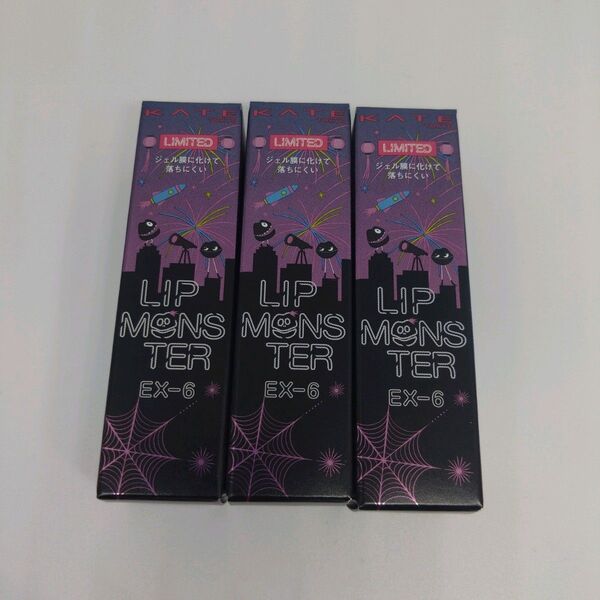 KATE
LIMITED
ジェル膜に化けて
落ちにくい
LIP
MONS
TER
EX-6
KATE
LIMITED
ジェル膜に化けて
落ちにくい
LIP
MONS
TER
EX-6
KATE
LIMITED
ジェル膜に化けて
落ちにくい
LIP
MONS
TER
EX-6